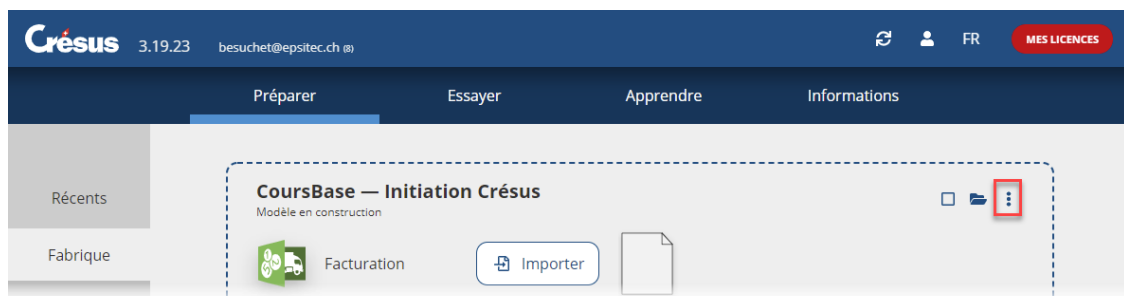 Crésus 3.19.23 besuchet@epsitec.ch (8) FR MES LICENCES
Préparer Essayer Apprendre Informations
Récents
Fabrique
CoursBase — Initiation Crésus
Modèle en construction
Facturation Importer